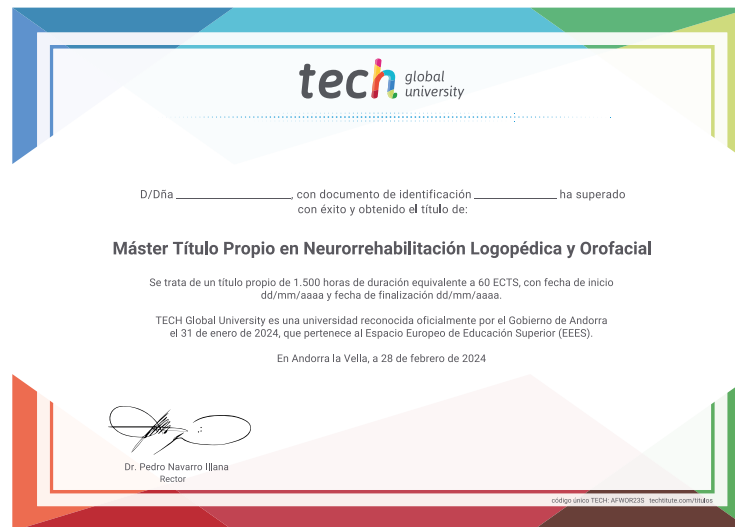 tech global
university
D/Dña ____________, con documento de identificación ____________ ha superado
con éxito y obtenido el título de:
Máster Título Propio en Neurorrehabilitación Logopédica y Orofacial
Se trata de un título propio de 1.500 horas de duración equivalente a 60 ECTS, con fecha de inicio
dd/mm/aaaa y fecha de finalización dd/mm/aaaa.
TECH Global University es una universidad reconocida oficialmente por el Gobierno de Andorra
el 31 de enero de 2024, que pertenece al Espacio Europeo de Educación Superior (EEES).
En Andorra la Vella, a 28 de febrero de 2024
Dr. Pedro Navarro Illana
Rector
código único TECH: AFWOR23S techtitute.com/titulos